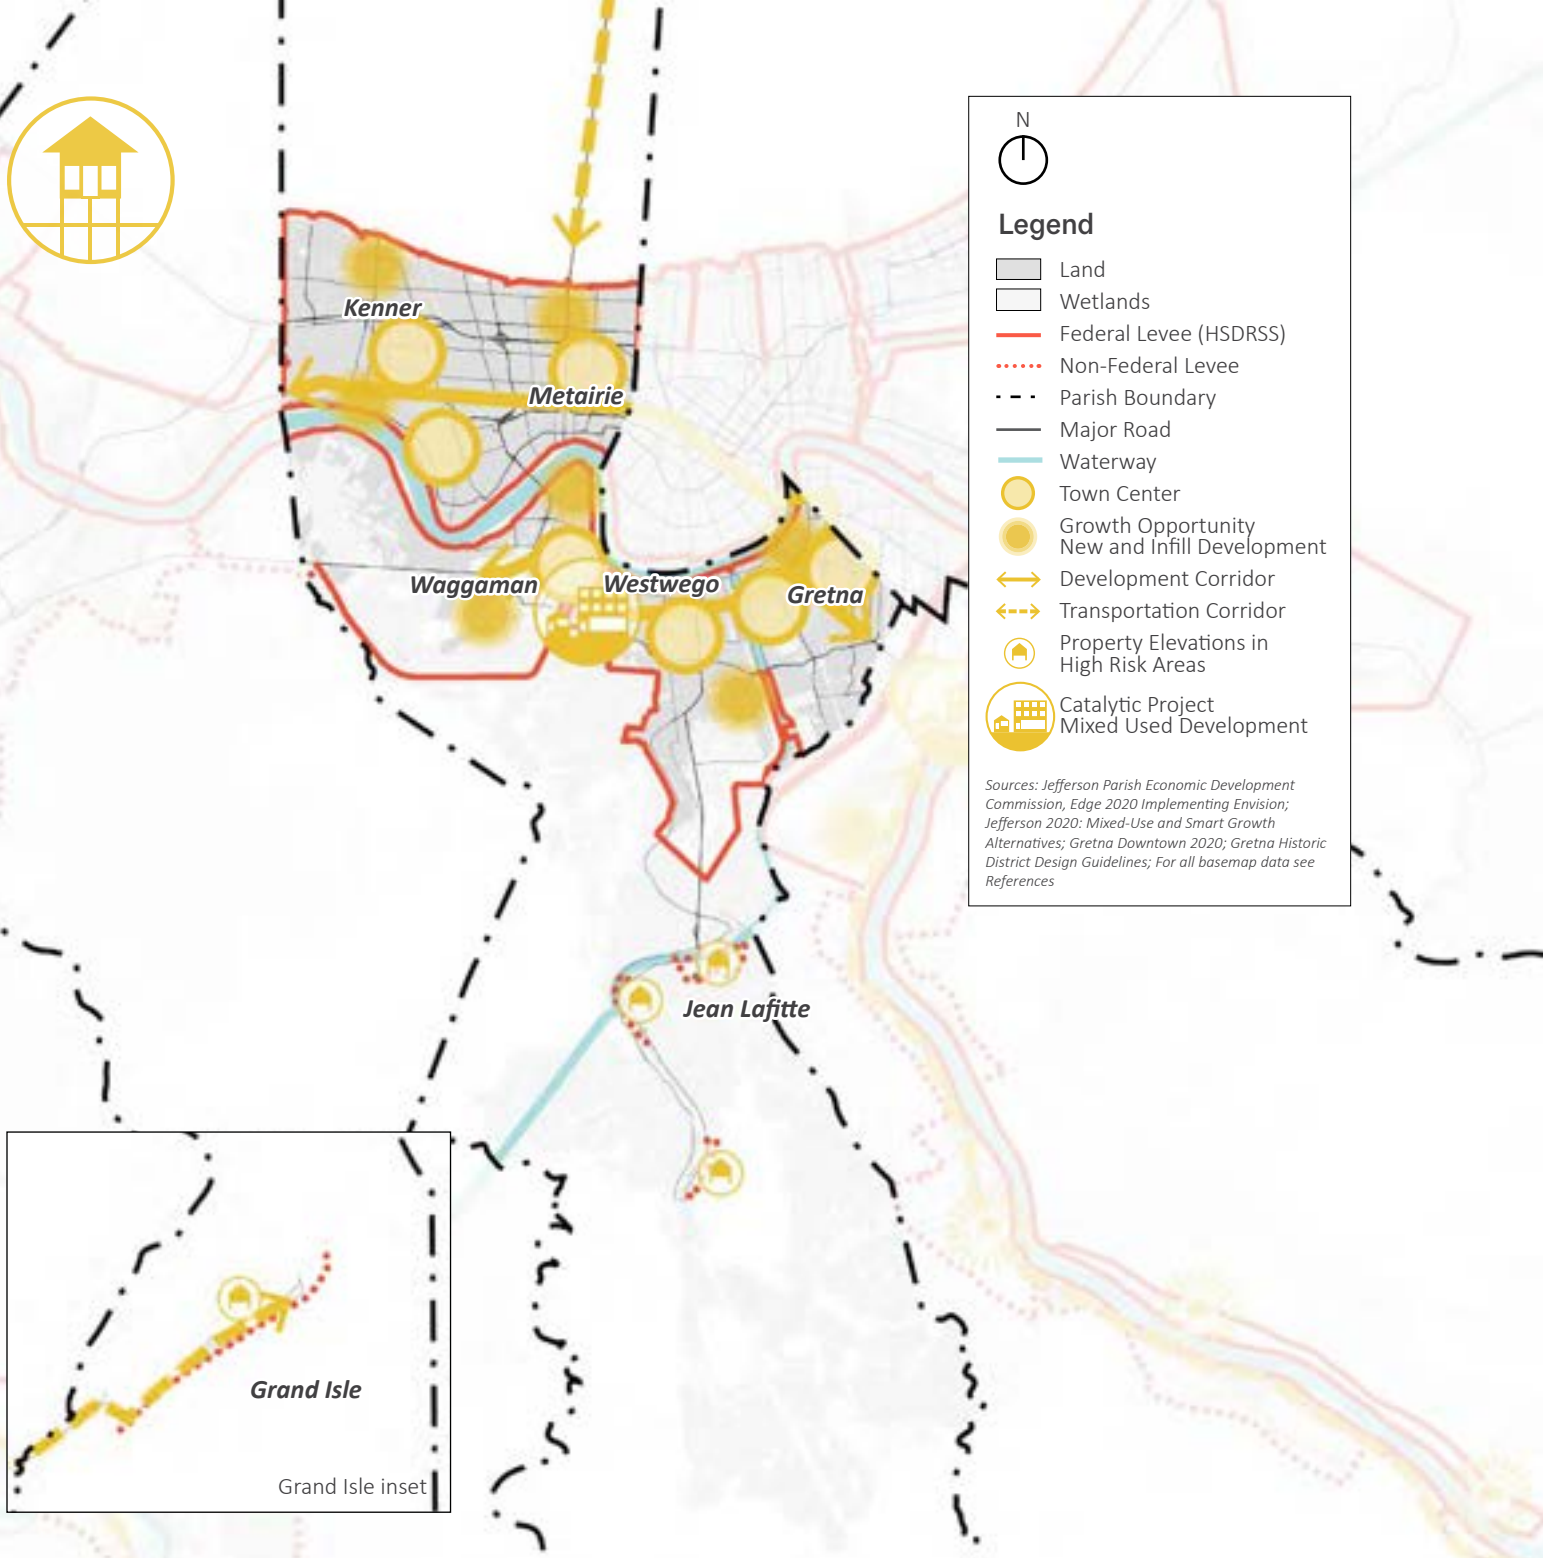 Kenner
Metairie
Waggaman
Westwego
Gretna
Jean Lafitte
Grand Isle
Grand Isle inset
N
Legend
Land
Wetlands
Federal Levee (HSDRSS)
Non-Federal Levee
Parish Boundary
Major Road
Waterway
Town Center
Growth Opportunity
New and Infill Development
Development Corridor
Transportation Corridor
Property Elevations in
High Risk Areas
Catalytic Project
Mixed Used Development
Sources: Jefferson Parish Economic Development
Commission, Edge 2020 Implementing Envision;
Jefferson 2020: Mixed-Use and Smart Growth
Alternatives; Gretna Downtown 2020; Gretna Historic
District Design Guidelines; For all basemap data see
References